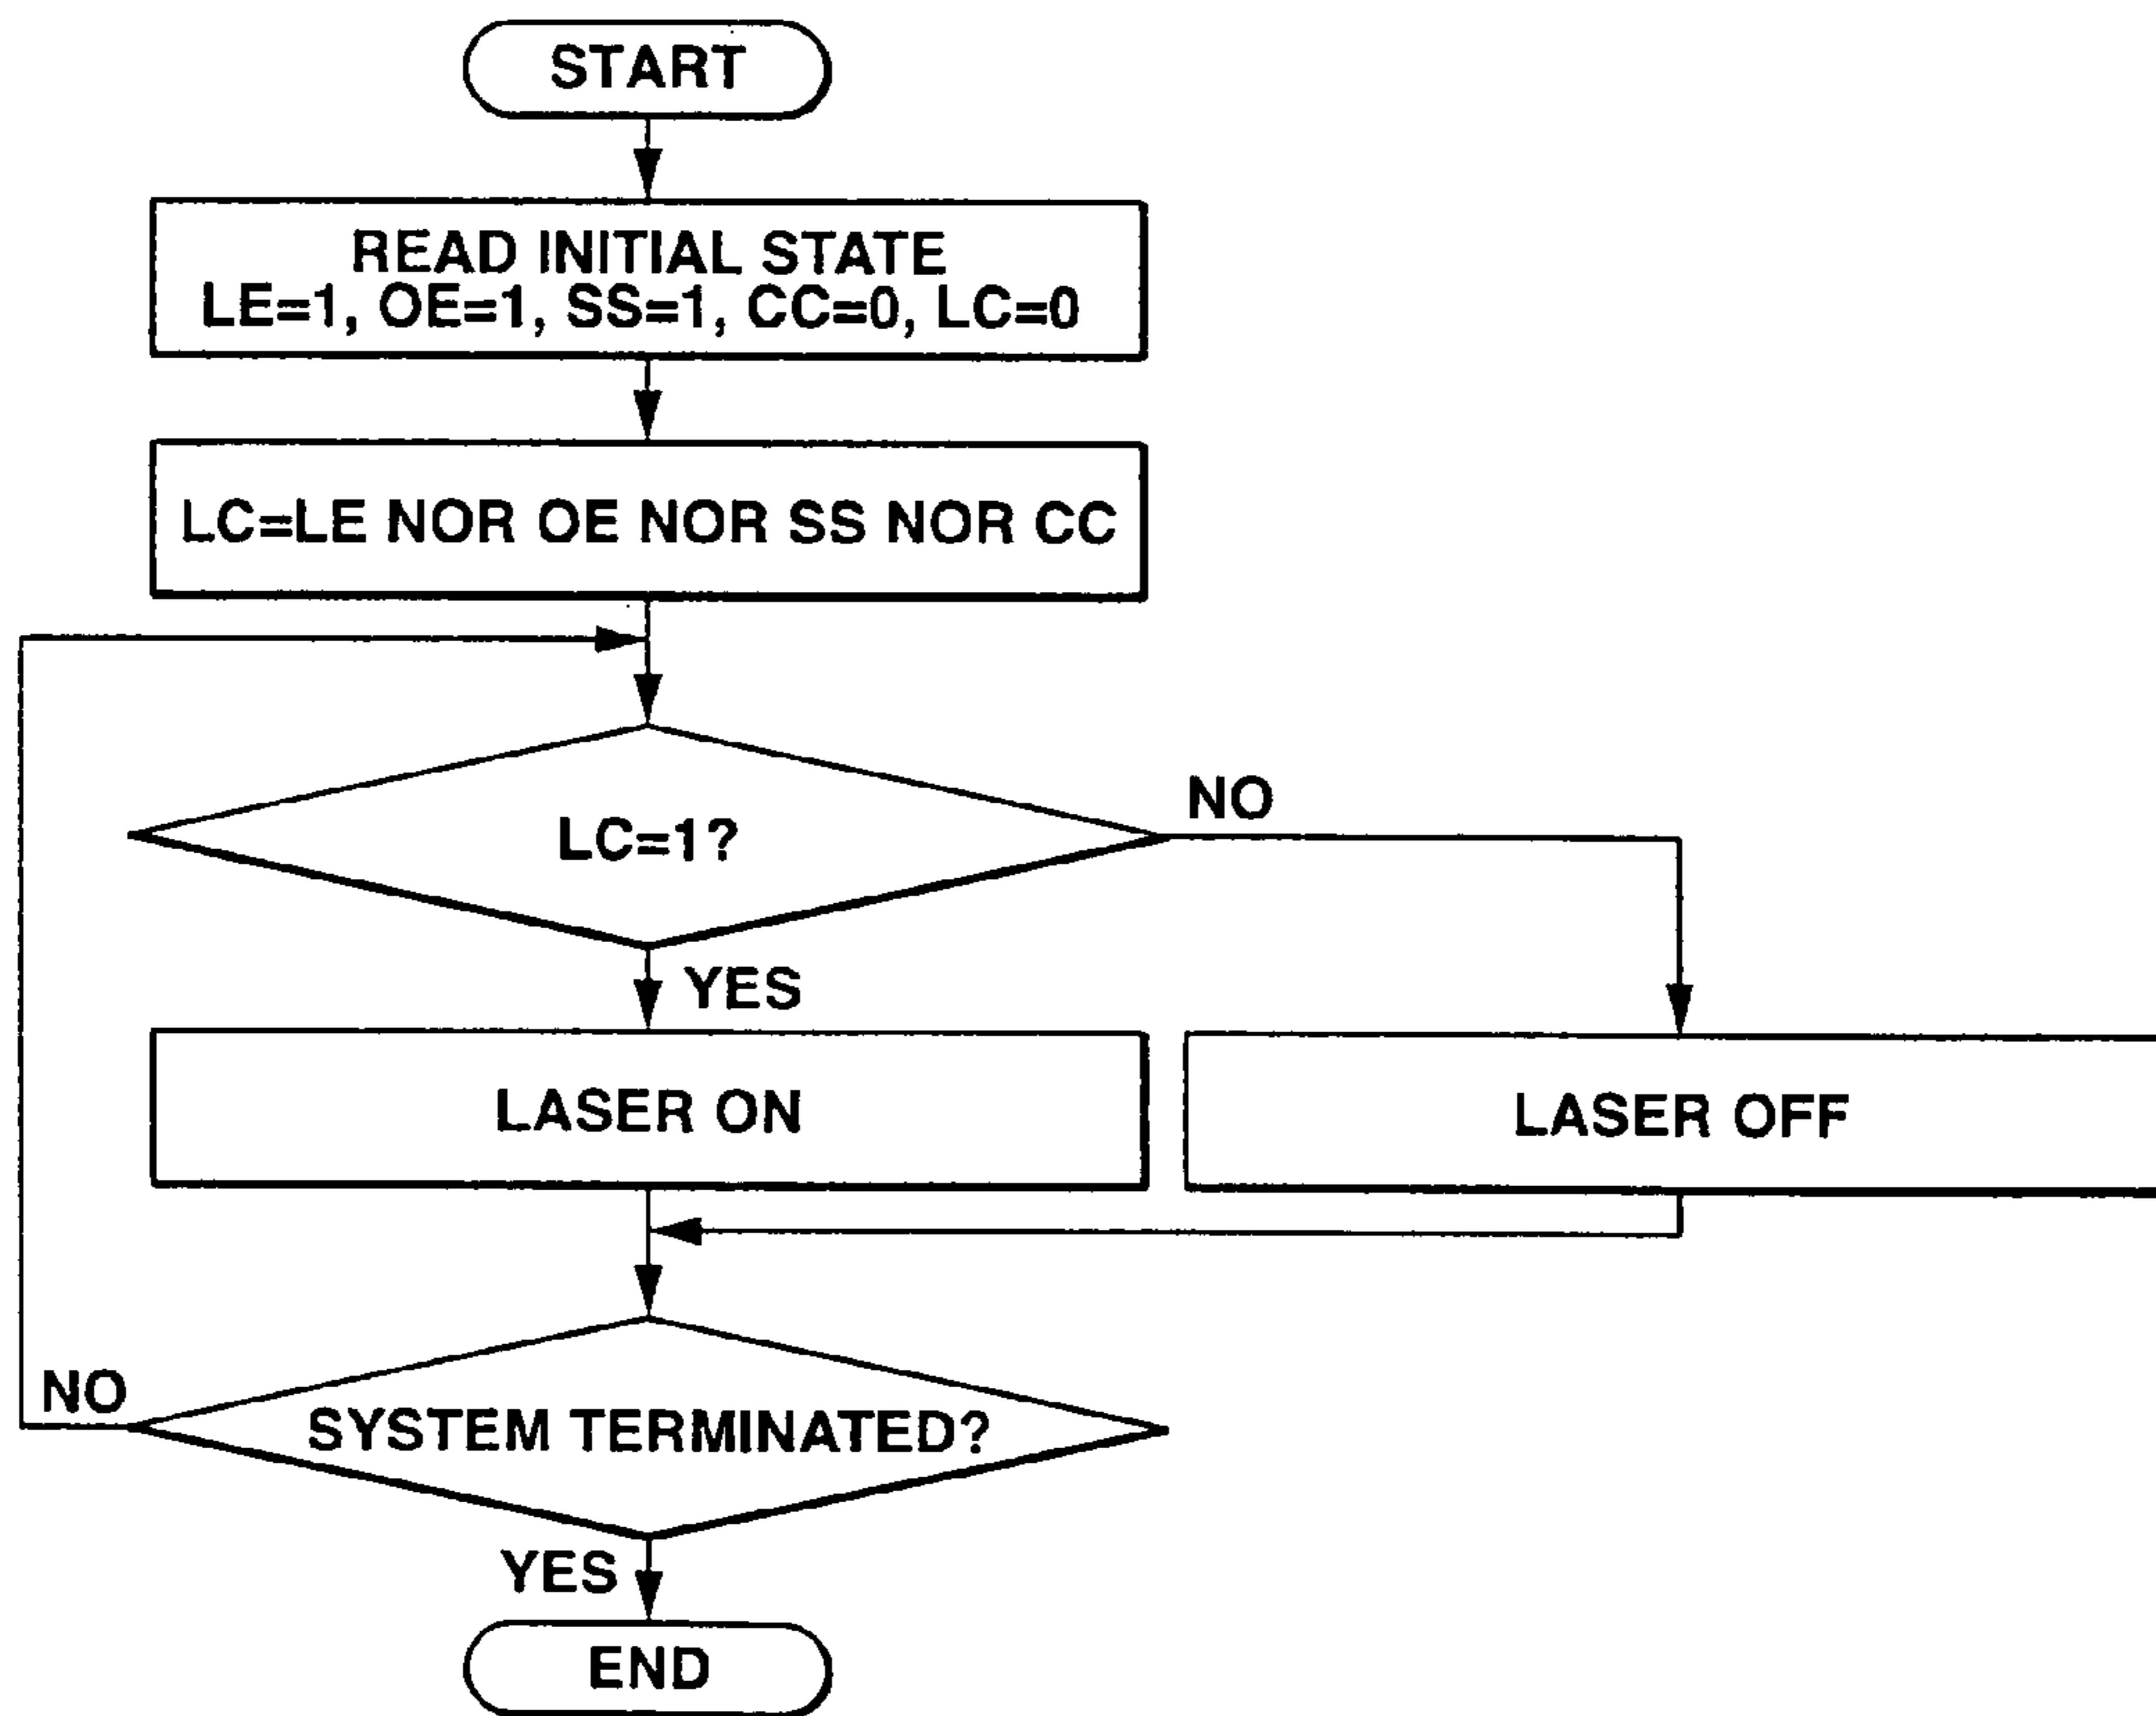 START
READ INITIAL STATE
LE=1, OE=1, SS=1, CC=0, LC=0
LC=LE NOR OE NOR SS NOR CC
LC=1?
NO
YES
LASER ON
LASER OFF
NO
SYSTEM TERMINATED?
YES
END